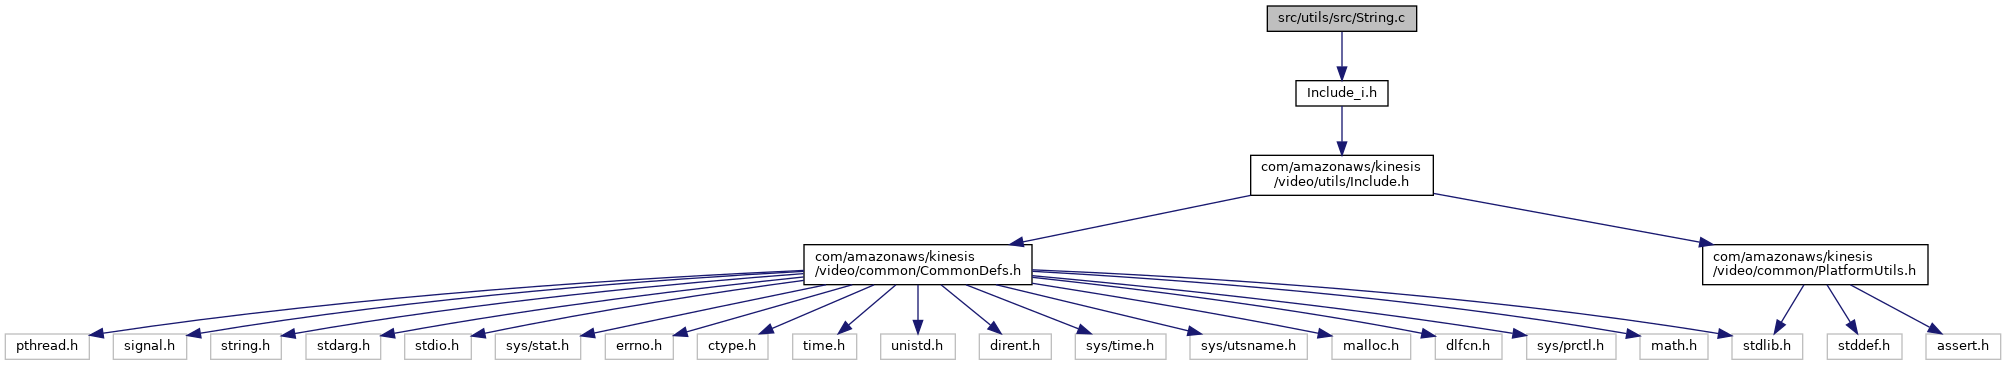 src/utils/src/String.c
Include_i.h
com/amazonaws/kinesis
/video/utils/Include.h
com/amazonaws/kinesis
/video/common/CommonDefs.h
com/amazonaws/kinesis
/video/common/PlatformUtils.h
pthread.h
signal.h
string.h
stdarg.h
stdio.h
sys/stat.h
errno.h
ctype.h
time.h
unistd.h
dirent.h
sys/time.h
sys/utsname.h
malloc.h
dlfcn.h
sys/prctl.h
math.h
stdlib.h
stddef.h
assert.h